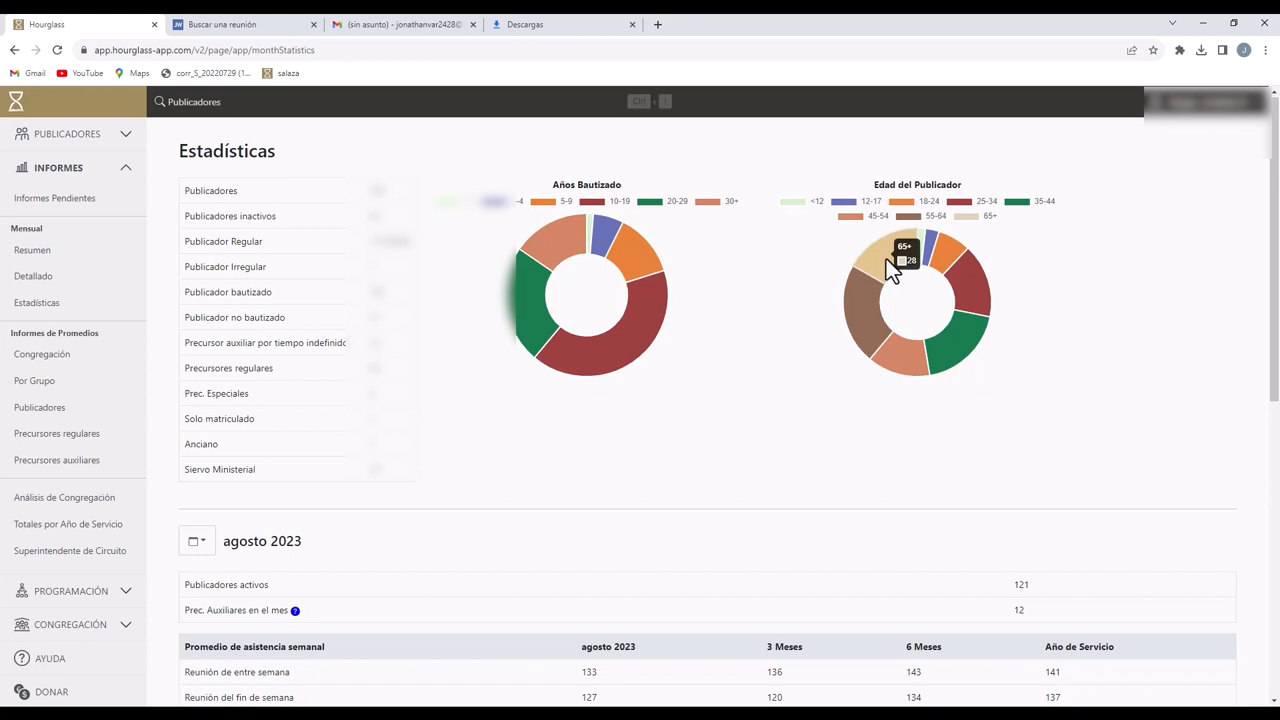 Hourglass
Buscar una reunión
(sin asunto) - jonathanvar2428@
Descargas
app.hourglass-app.com/v2/page/app/monthStatistics
J
Gmail
YouTube
Maps
corr_S_20220729 (1...
salaza
Publicadores
Ctrl + /
PUBLICADORES
INFORMES
Informes Pendientes
Mensual
Resumen
Detallado
Estadísticas
Informes de Promedios
Congregación
Por Grupo
Publicadores
Precursores regulares
Precursores auxiliares
Análisis de Congregación
Totales por Año de Servicio
Superintendente de Circuito
PROGRAMACIÓN
CONGREGACIÓN
AYUDA
DONAR
Estadísticas
Publicadores
Publicadores inactivos
Publicador Regular
Publicador Irregular
Publicador bautizado
Publicador no bautizado
Precursor auxiliar por tiempo indefinido
Precursores regulares
Prec. Especiales
Solo matriculado
Anciano
Siervo Ministerial
Años Bautizado
-4 5-9 10-19 20-29 30+
Edad del Publicador
<12 12-17 18-24 25-34 35-44
45-54 55-64 65+
65+
28
agosto 2023
Publicadores activos 121
Prec. Auxiliares en el mes ? 12
Promedio de asistencia semanal agosto 2023 3 Meses 6 Meses Año de Servicio
Reunión de entre semana 133 136 143 141
Reunión del fin de semana 127 120 134 137